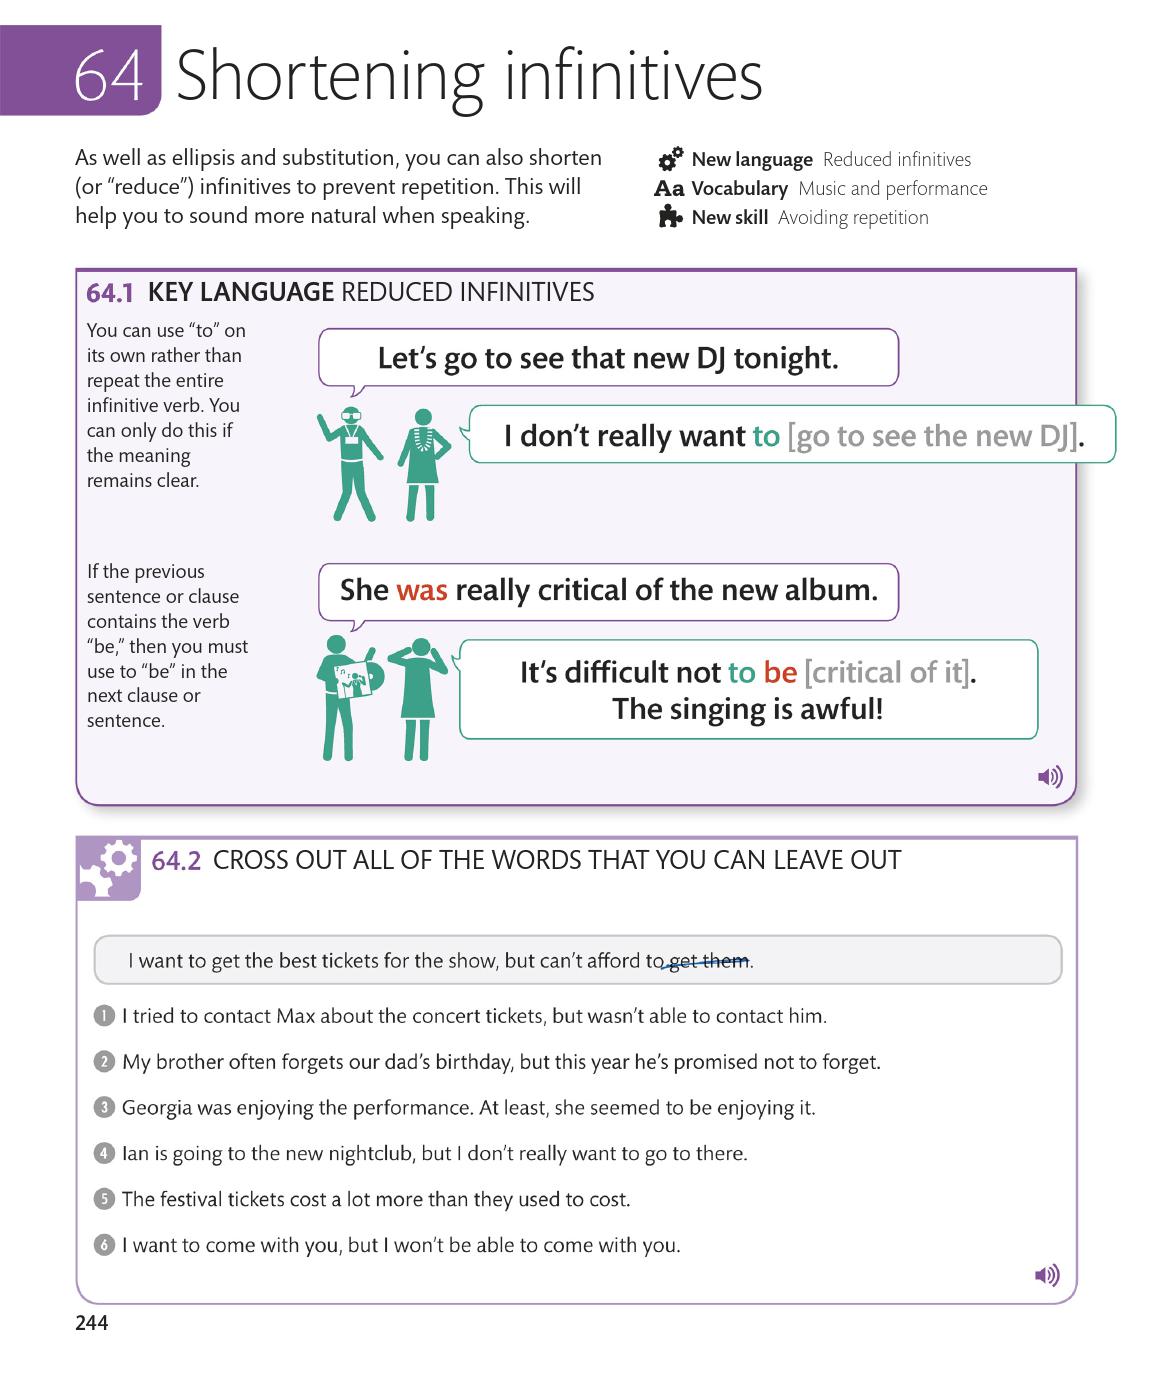 64 Shortening infinitives
As well as ellipsis and substitution, you can also shorten
(or “reduce”) infinitives to prevent repetition. This will
help you to sound more natural when speaking.
New language Reduced infinitives
Aa Vocabulary Music and performance
New skill Avoiding repetition
64.1 KEY LANGUAGE REDUCED INFINITIVES
You can use “to” on
its own rather than
repeat the entire
infinitive verb. You
can only do this if
the meaning
remains clear.
Let’s go to see that new DJ tonight.
I don’t really want to [go to see the new DJ].
If the previous
sentence or clause
contains the verb
“be,” then you must
use to “be” in the
next clause or
sentence.
She was really critical of the new album.
It’s difficult not to be [critical of it].
The singing is awful!
64.2 CROSS OUT ALL OF THE WORDS THAT YOU CAN LEAVE OUT
I want to get the best tickets for the show, but can’t afford to get them.
1 I tried to contact Max about the concert tickets, but wasn’t able to contact him.
2 My brother often forgets our dad’s birthday, but this year he’s promised not to forget.
3 Georgia was enjoying the performance. At least, she seemed to be enjoying it.
4 Ian is going to the new nightclub, but I don’t really want to go to there.
5 The festival tickets cost a lot more than they used to cost.
6 I want to come with you, but I won’t be able to come with you.
244